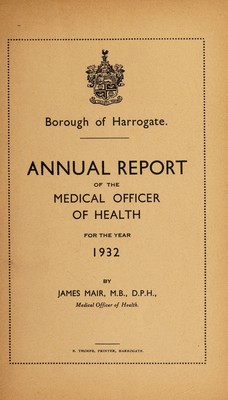 Borough of Harrogate.
ANNUAL REPORT
OF THE
MEDICAL OFFICER
OF HEALTH
FOR THE YEAR
1932
BY
JAMES MAIR, M.B., D.P.H.,
Medical Officer of Health.
R. THORPE, PRINTER, HARROGATE.